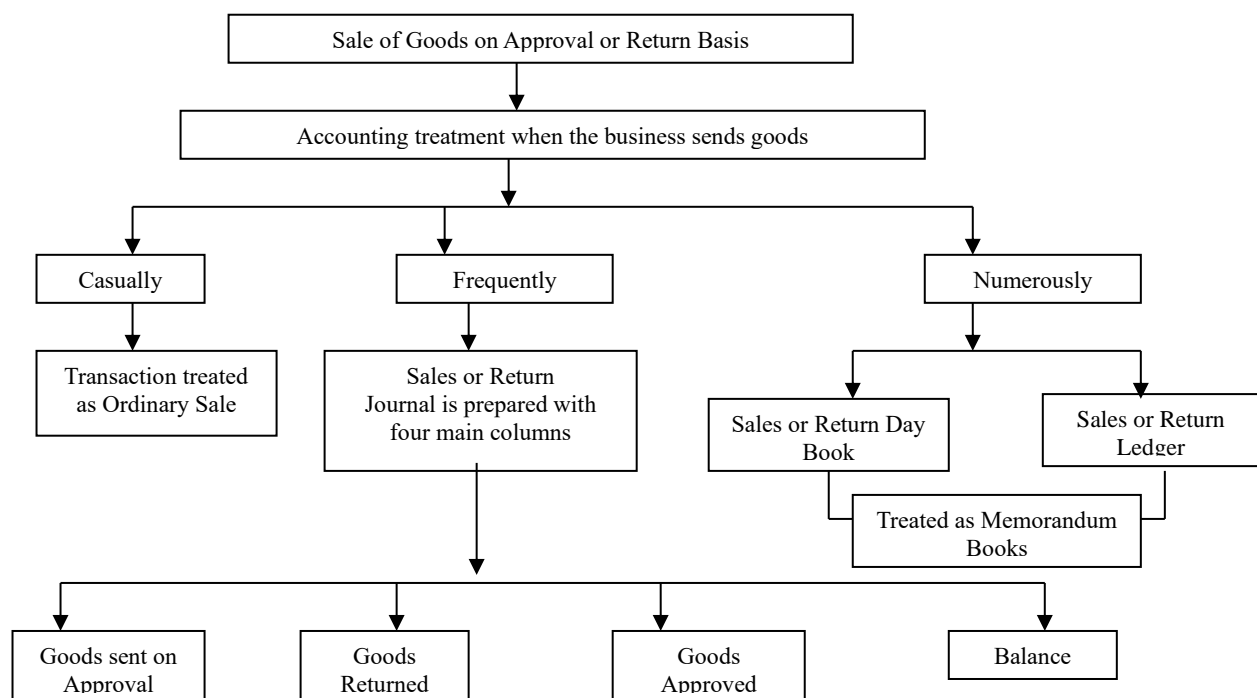 Sale of Goods on Approval or Return Basis
Accounting treatment when the business sends goods
Casually
Frequently
Numerously
Transaction treated
as Ordinary Sale
Sales or Return
Journal is prepared with
four main columns
Sales or Return Day
Book
Sales or Return
Ledger
Treated as Memorandum
Books
Goods sent on
Approval
Goods
Returned
Goods
Approved
Balance